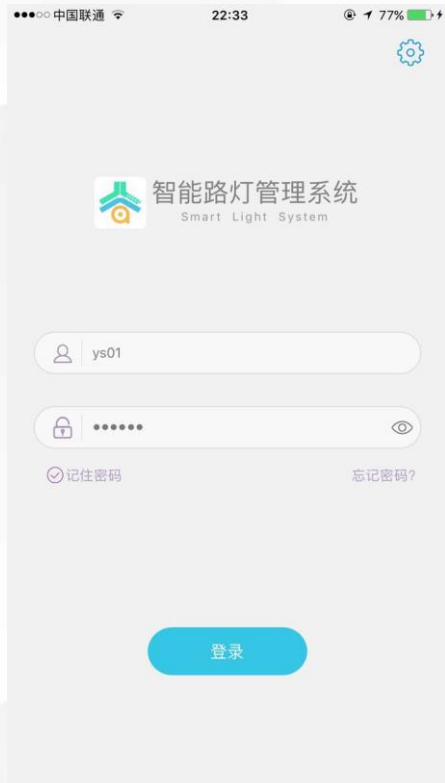 中国联通 22:33 77%
智能路灯管理系统
Smart Light System
ys01
••••••
记住密码 忘记密码?
登录